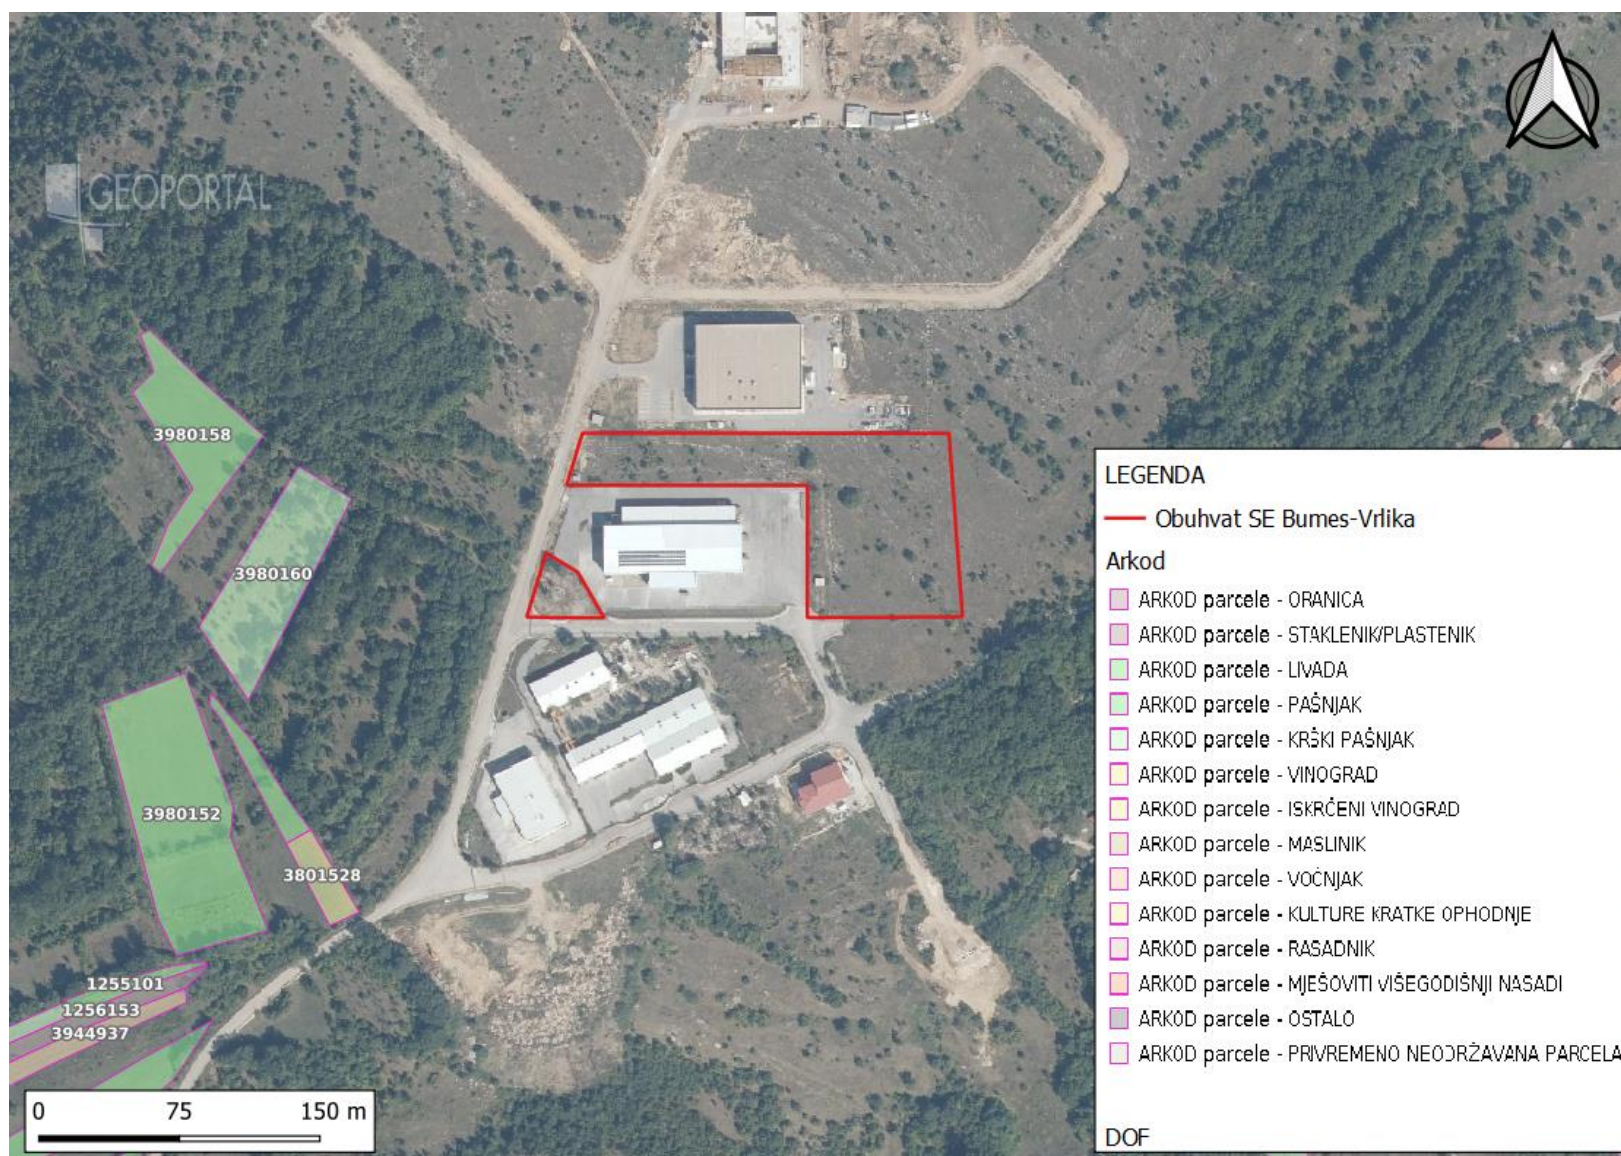 GEOPORTAL
3980158
3980160
3980152
3801528
1255101
1256153
3944937
0 75 150 m
LEGENDA
Obuhvat SE Bumes-Vrlika
Arkod
ARKOD parcele - ORANICA
ARKOD parcele - STAKLENIK/PLASTENIK
ARKOD parcele - LIVADA
ARKOD parcele - PAŠNJAK
ARKOD parcele - KRŠKI PAŠNJAK
ARKOD parcele - VINOGRAD
ARKOD parcele - ISKRČENI VINOGRAD
ARKOD parcele - MASLINIK
ARKOD parcele - VOĆNJAK
ARKOD parcele - KULTURE KRATKE OPHODNJE
ARKOD parcele - RASADNIK
ARKOD parcele - MJEŠOVITI VIŠEGODIŠNJI NASADI
ARKOD parcele - OSTALO
ARKOD parcele - PRIVREMENO NEODRŽAVANA PARCELA
DOF